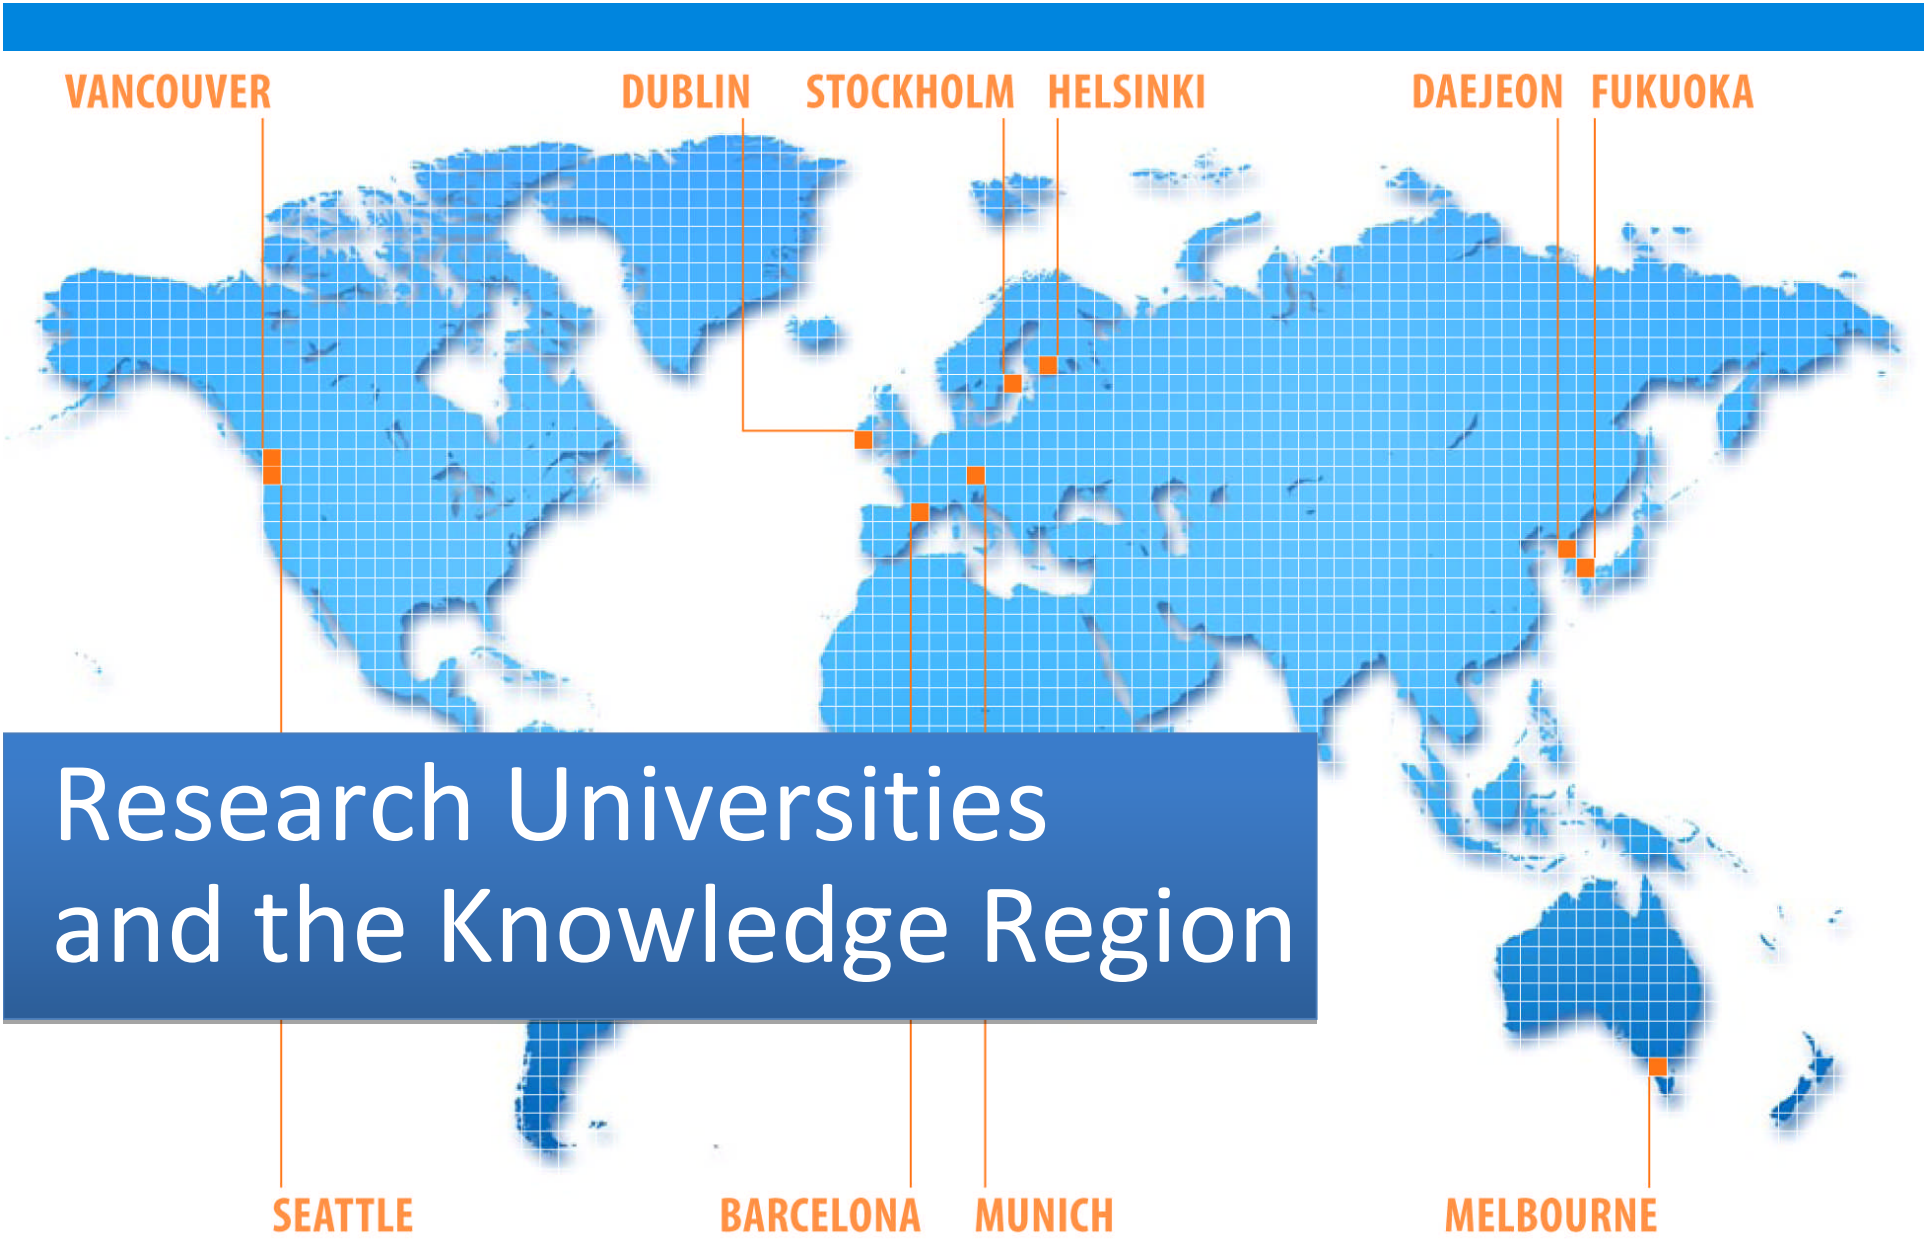 VANCOUVER DUBLIN STOCKHOLM HELSINKI DAEJEON FUKUOKA
Research Universities
and the Knowledge Region
SEATTLE BARCELONA MUNICH MELBOURNE